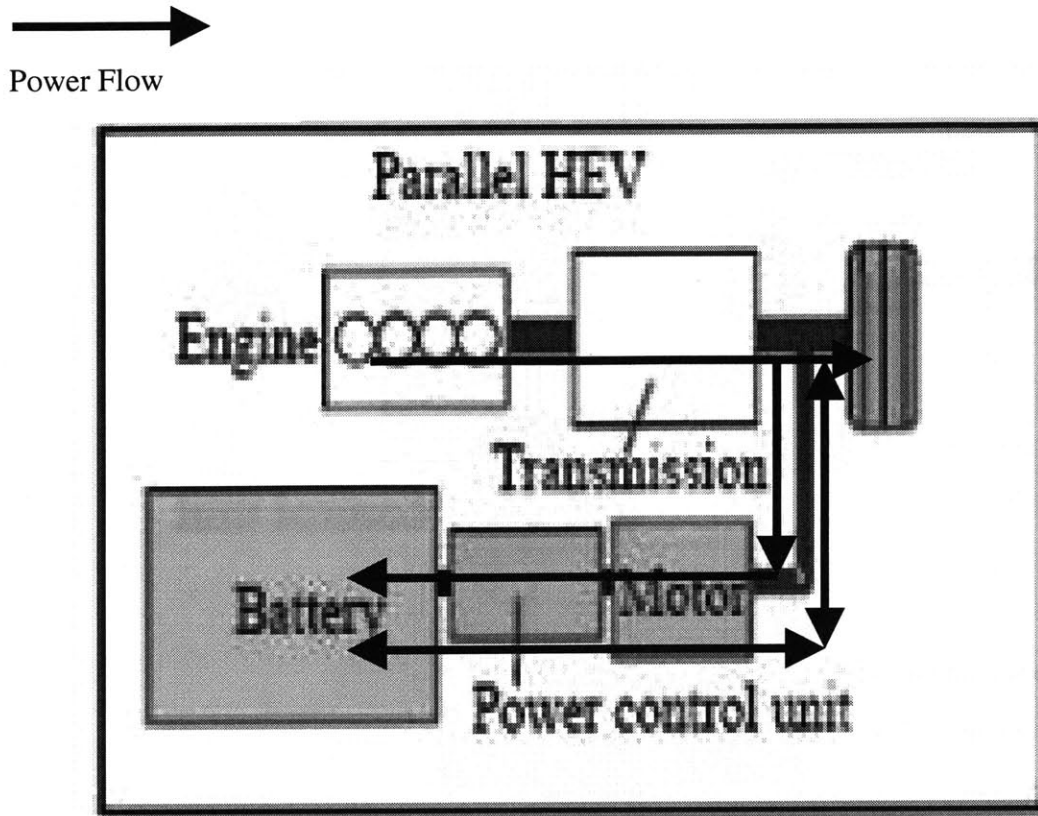 Power Flow
Parallel HEV
Engine
Transmission
Battery
Motor
Power control unit